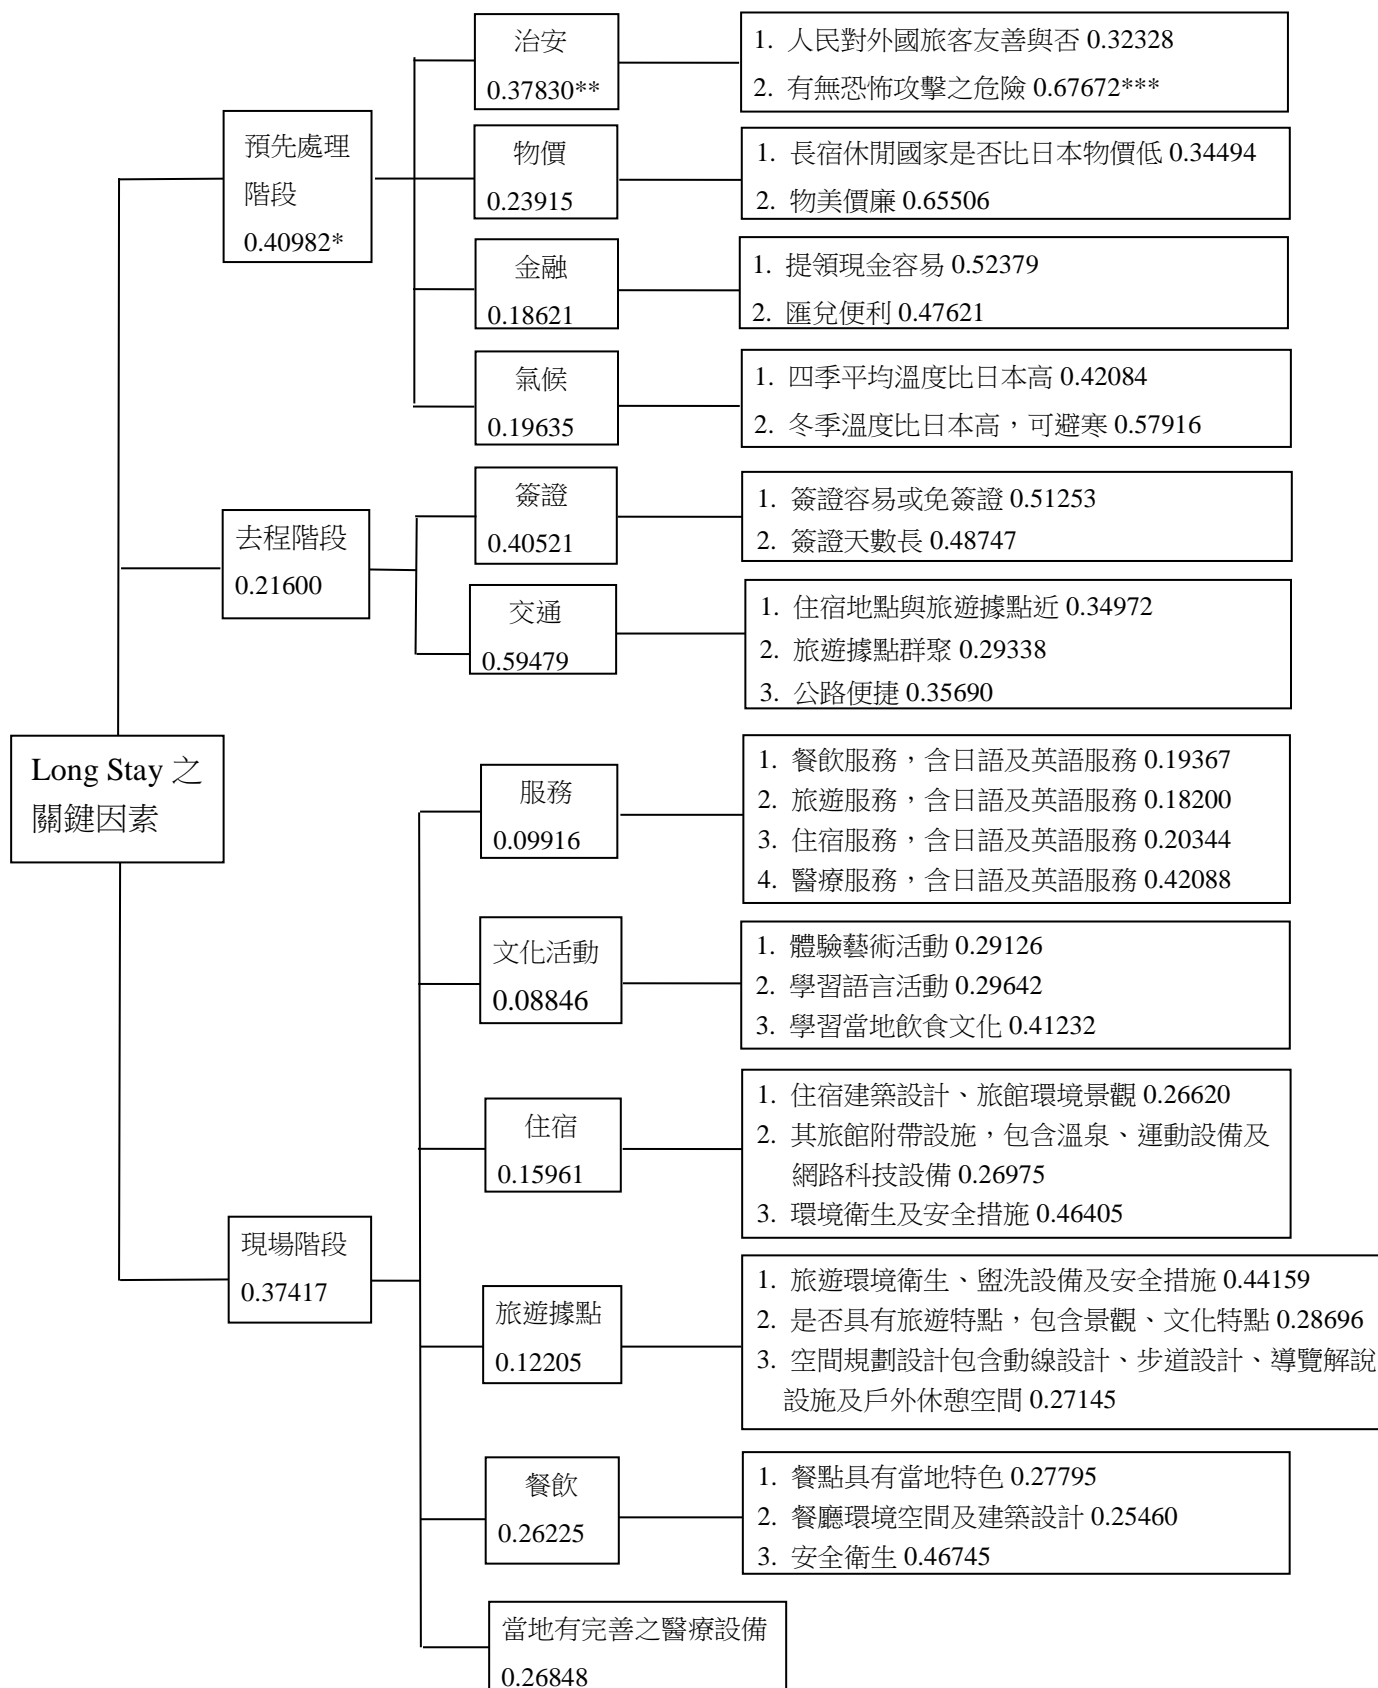 Long Stay 之
關鍵因素
預先處理
階段
0.40982*
治安
0.37830**
1. 人民對外國旅客友善與否 0.32328
2. 有無恐怖攻擊之危險 0.67672***
物價
0.23915
1. 長宿休閒國家是否比日本物價低 0.34494
2. 物美價廉 0.65506
金融
0.18621
1. 提領現金容易 0.52379
2. 匯兌便利 0.47621
氣候
0.19635
1. 四季平均溫度比日本高 0.42084
2. 冬季溫度比日本高，可避寒 0.57916
去程階段
0.21600
簽證
0.40521
1. 簽證容易或免簽證 0.51253
2. 簽證天數長 0.48747
交通
0.59479
1. 住宿地點與旅遊據點近 0.34972
2. 旅遊據點群聚 0.29338
3. 公路便捷 0.35690
現場階段
0.37417
服務
0.09916
1. 餐飲服務，含日語及英語服務 0.19367
2. 旅遊服務，含日語及英語服務 0.18200
3. 住宿服務，含日語及英語服務 0.20344
4. 醫療服務，含日語及英語服務 0.42088
文化活動
0.08846
1. 體驗藝術活動 0.29126
2. 學習語言活動 0.29642
3. 學習當地飲食文化 0.41232
住宿
0.15961
1. 住宿建築設計、旅館環境景觀 0.26620
2. 其旅館附帶設施，包含溫泉、運動設備及
網路科技設備 0.26975
3. 環境衛生及安全措施 0.46405
旅遊據點
0.12205
1. 旅遊環境衛生、盥洗設備及安全措施 0.44159
2. 是否具有旅遊特點，包含景觀、文化特點 0.28696
3. 空間規劃設計包含動線設計、步道設計、導覽解說
設施及戶外休憩空間 0.27145
餐飲
0.26225
1. 餐點具有當地特色 0.27795
2. 餐廳環境空間及建築設計 0.25460
3. 安全衛生 0.46745
當地有完善之醫療設備
0.26848